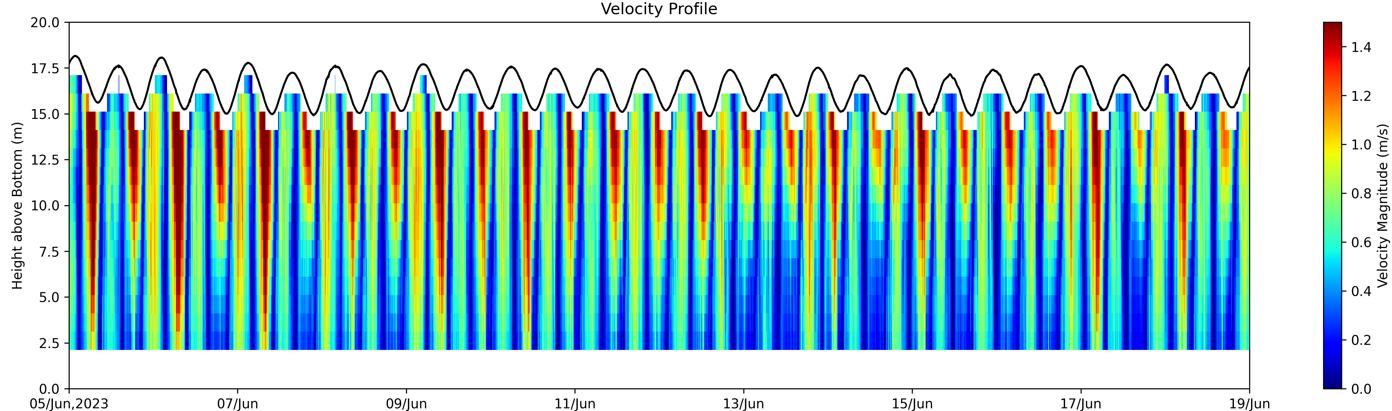 Velocity Profile
20.0
17.5
15.0
12.5
10.0
7.5
5.0
2.5
0.0
Height above Bottom (m)
05/Jun,2023
07/Jun
09/Jun
11/Jun
13/Jun
15/Jun
17/Jun
19/Jun
1.4
1.2
1.0
0.8
0.6
0.4
0.2
0.0
Velocity Magnitude (m/s)